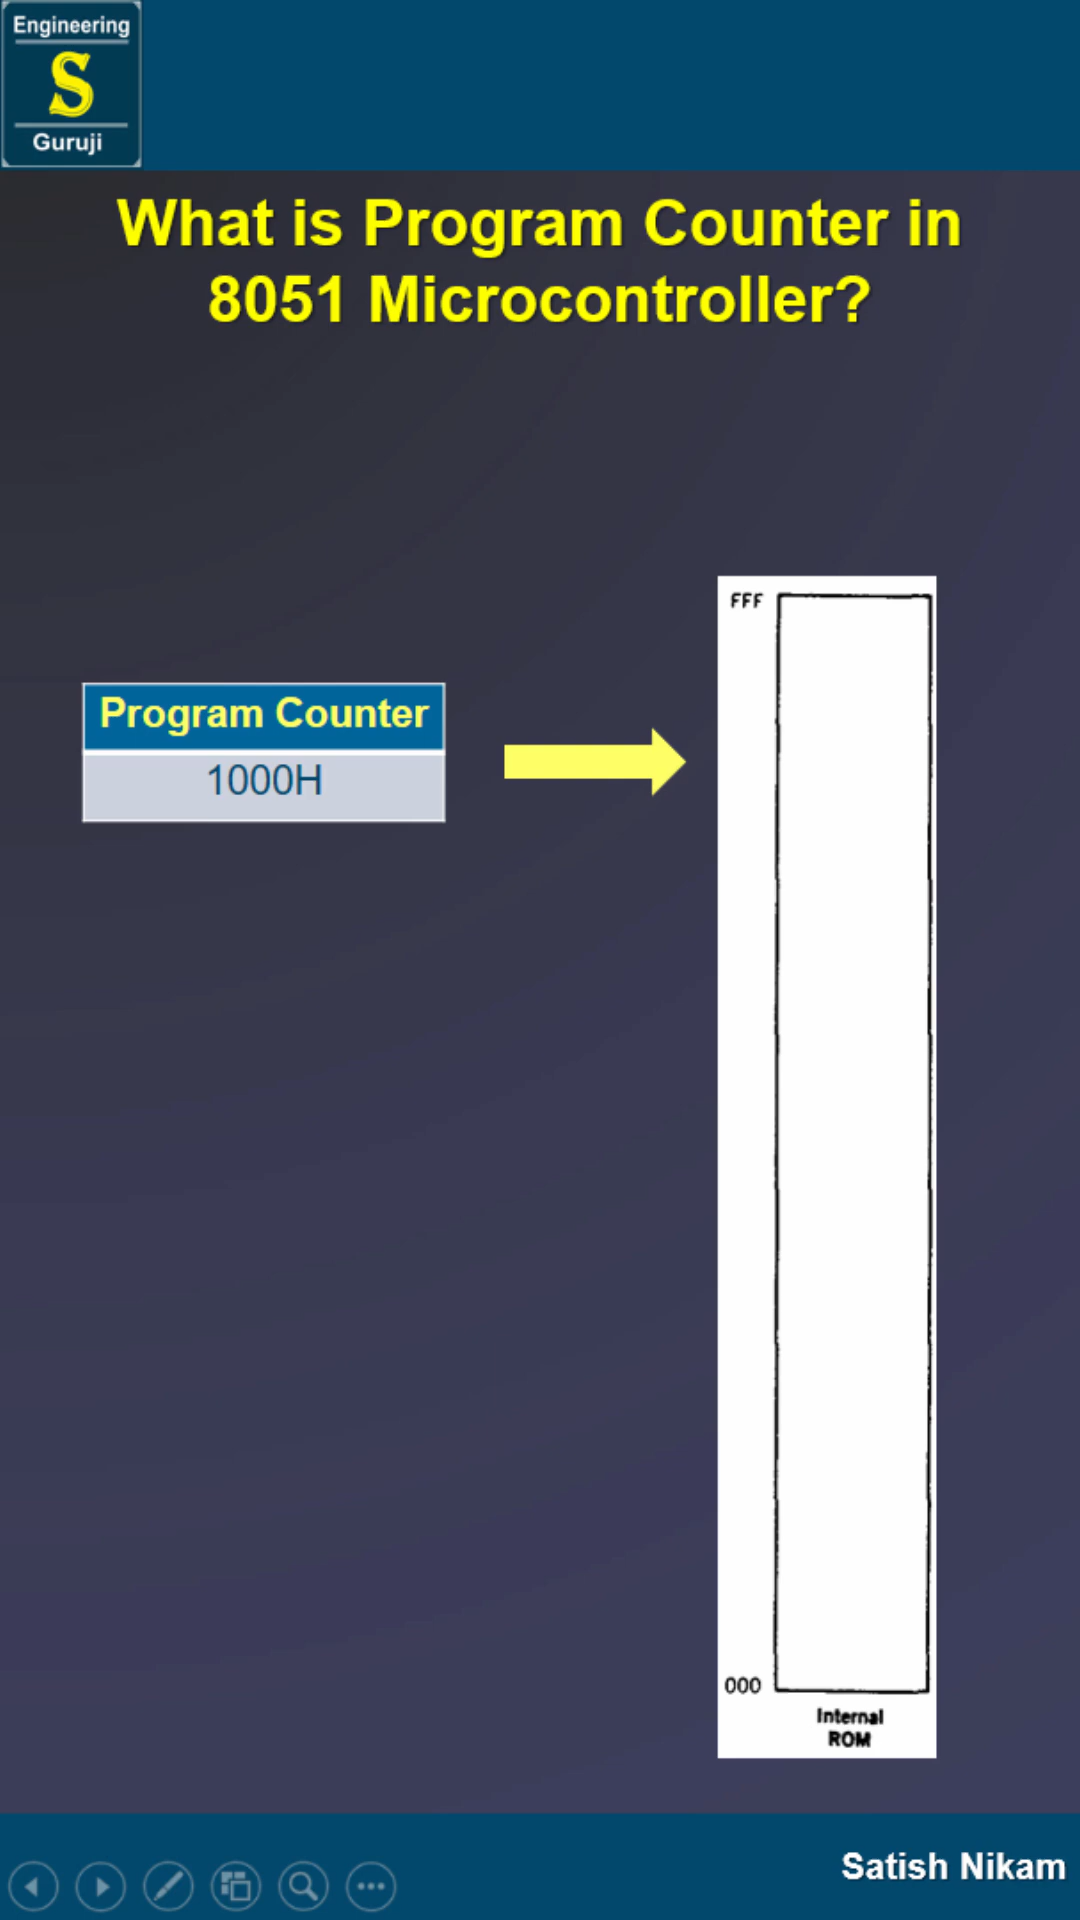 Engineering
S
Guruji
What is Program Counter in
8051 Microcontroller?
FFF
Program Counter
1000H
000
Internal
ROM
Satish Nikam